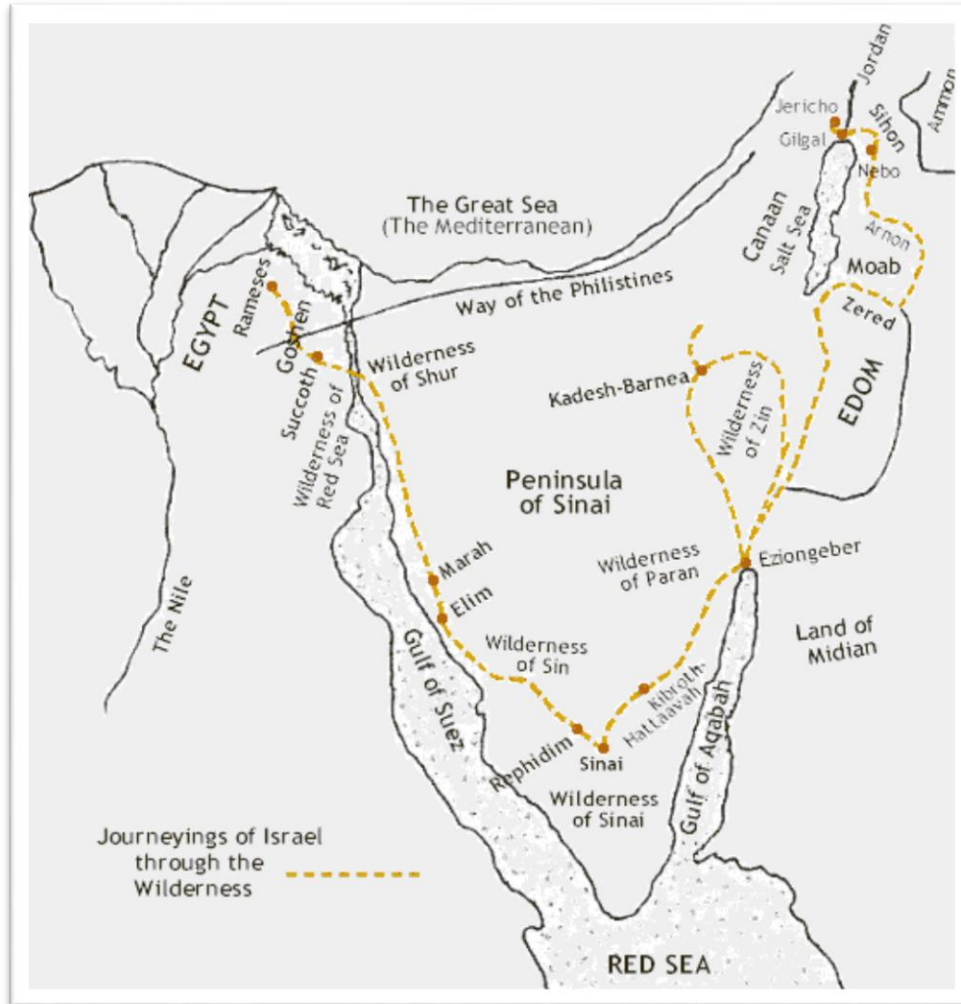 Jordan
Jericho
Gilgal
Sihon
Ammon
Nebo
The Great Sea
(The Mediterranean)
Canaan
Salt Sea
Arnon
Moab
Zered
EGYPT
Rameses
Goshen
Succoth
Way of the Philistines
Wilderness
of Shur
Wilderness of
Red Sea
Kadesh-Barnea
Wilderness
of Zin
EDOM
Peninsula
of Sinai
The Nile
Marah
Elim
Wilderness
of Paran
Eziongeber
Land of
Midian
Wilderness
of Sin
Gulf of Suez
Kibroth-
Hattaavah
Rephidim
Sinai
Wilderness
of Sinai
Gulf of Aqabah
Journeyings of Israel
through the
Wilderness
RED SEA